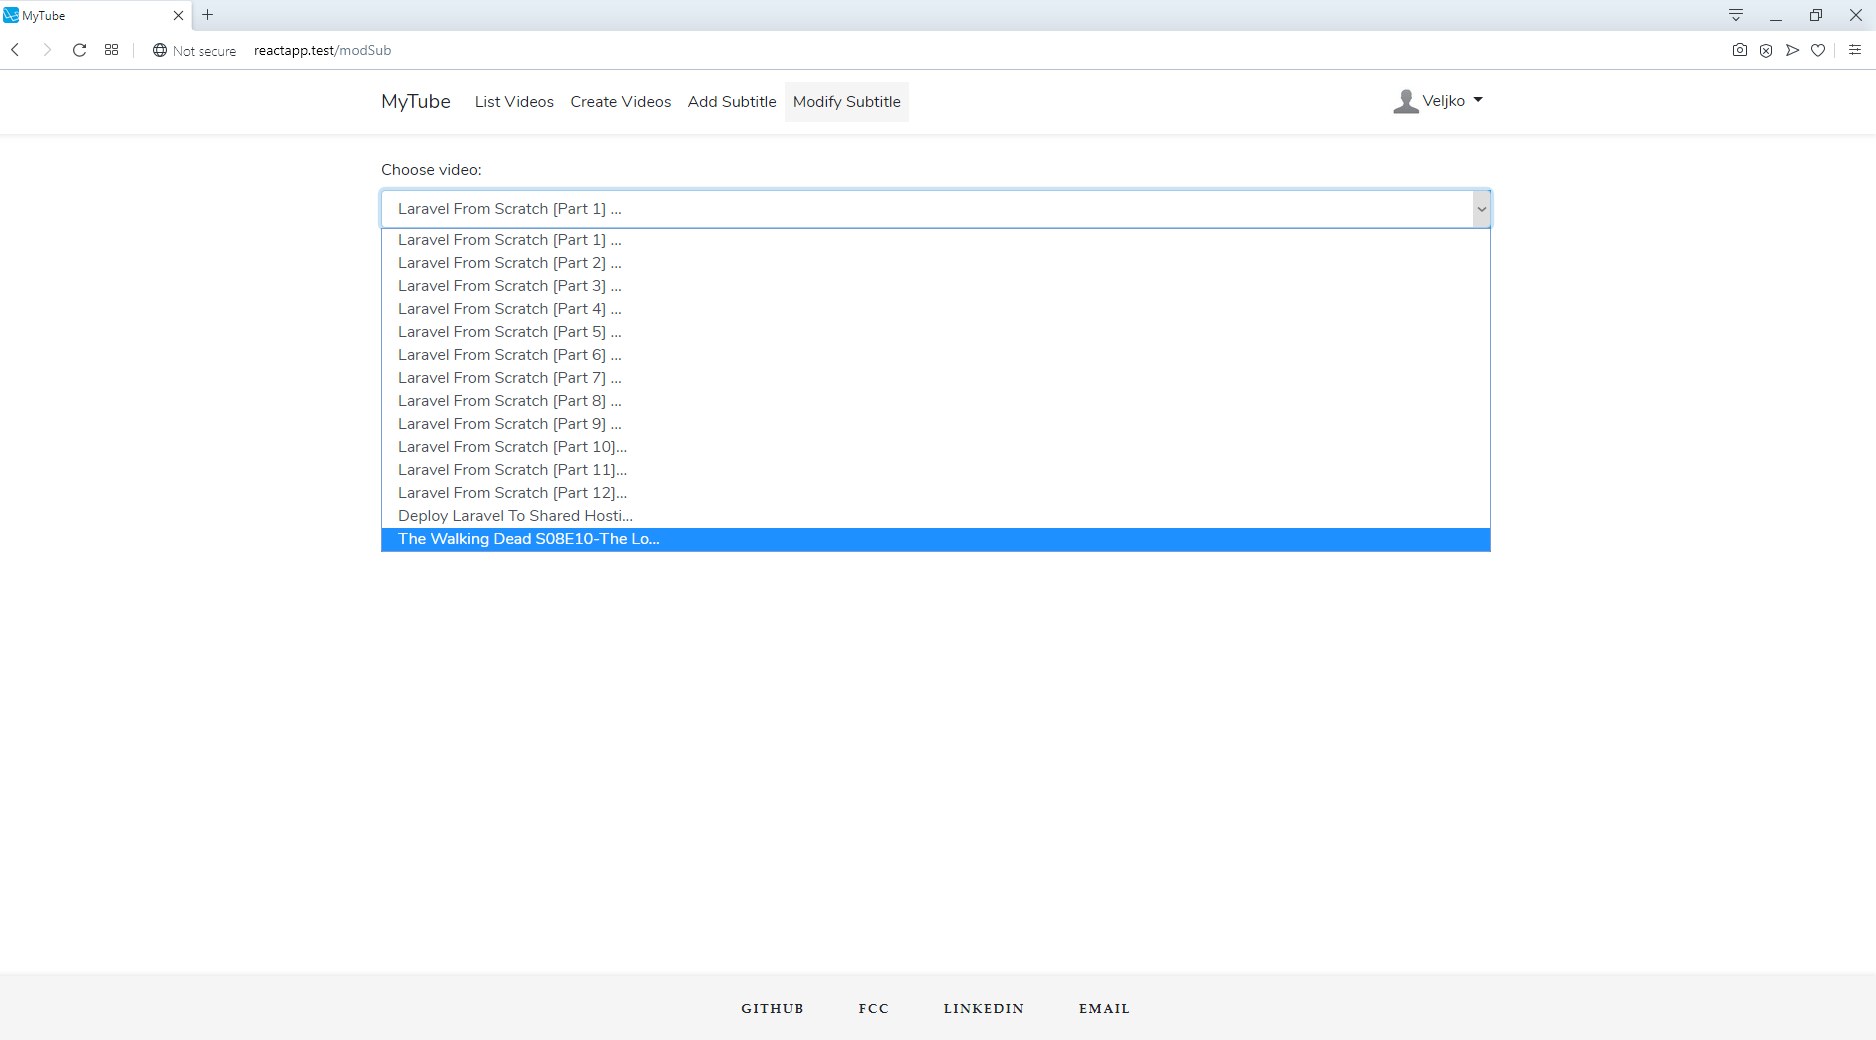 MyTube
Not secure reactapp.test/modSub
MyTube List Videos Create Videos Add Subtitle Modify Subtitle Veljko
Choose video:
Laravel From Scratch [Part 1] ...
Laravel From Scratch [Part 1] ...
Laravel From Scratch [Part 2] ...
Laravel From Scratch [Part 3] ...
Laravel From Scratch [Part 4] ...
Laravel From Scratch [Part 5] ...
Laravel From Scratch [Part 6] ...
Laravel From Scratch [Part 7] ...
Laravel From Scratch [Part 8] ...
Laravel From Scratch [Part 9] ...
Laravel From Scratch [Part 10]...
Laravel From Scratch [Part 11]...
Laravel From Scratch [Part 12]...
Deploy Laravel To Shared Hosti...
The Walking Dead S08E10-The Lo...
GITHUB FCC LINKEDIN EMAIL